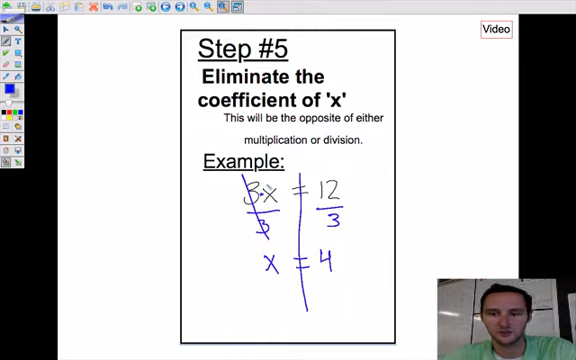 Video
Step #5
Eliminate the
coefficient of 'x'
This will be the opposite of either
multiplication or division.
Example:
3·x = 12
3 3
x = 4